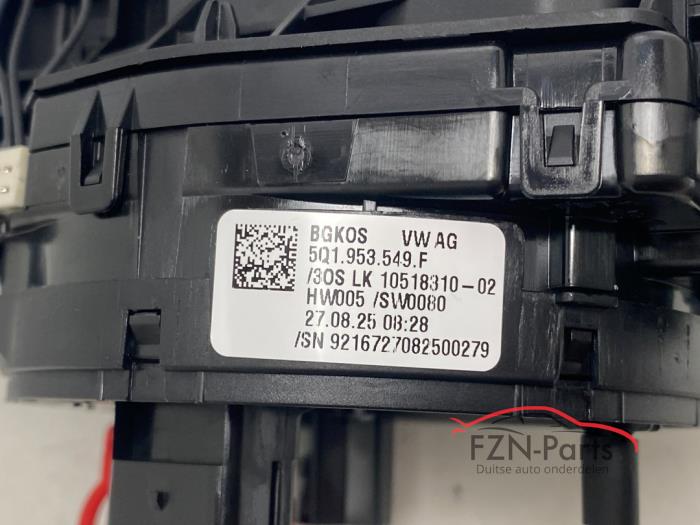 BGKOS VW AG
5Q1.953.549.F
/3OS LK 10518310-02
HW005 /SW0080
27.08.25 08:28
/SN 9216727082500279
FZN-Parts
Duitse auto onderdelen